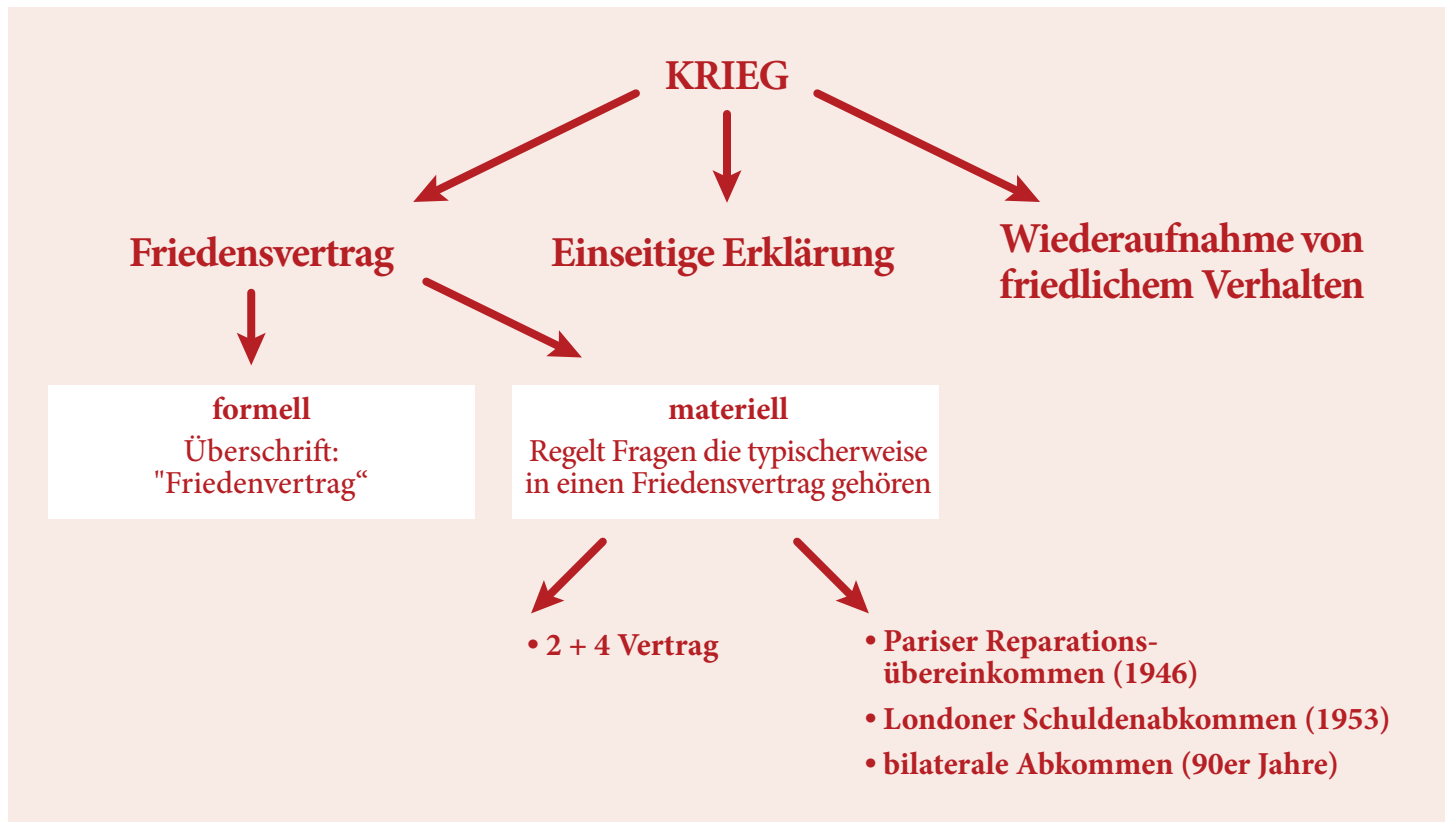 KRIEG
Friedensvertrag
Einseitige Erklärung
Wiederaufnahme von
friedlichem Verhalten
formell
Überschrift:
"Friedenvertrag“
materiell
Regelt Fragen die typischerweise
in einen Friedensvertrag gehören
• 2 + 4 Vertrag
• Pariser Reparations-
übereinkommen (1946)
• Londoner Schuldenabkommen (1953)
• bilaterale Abkommen (90er Jahre)